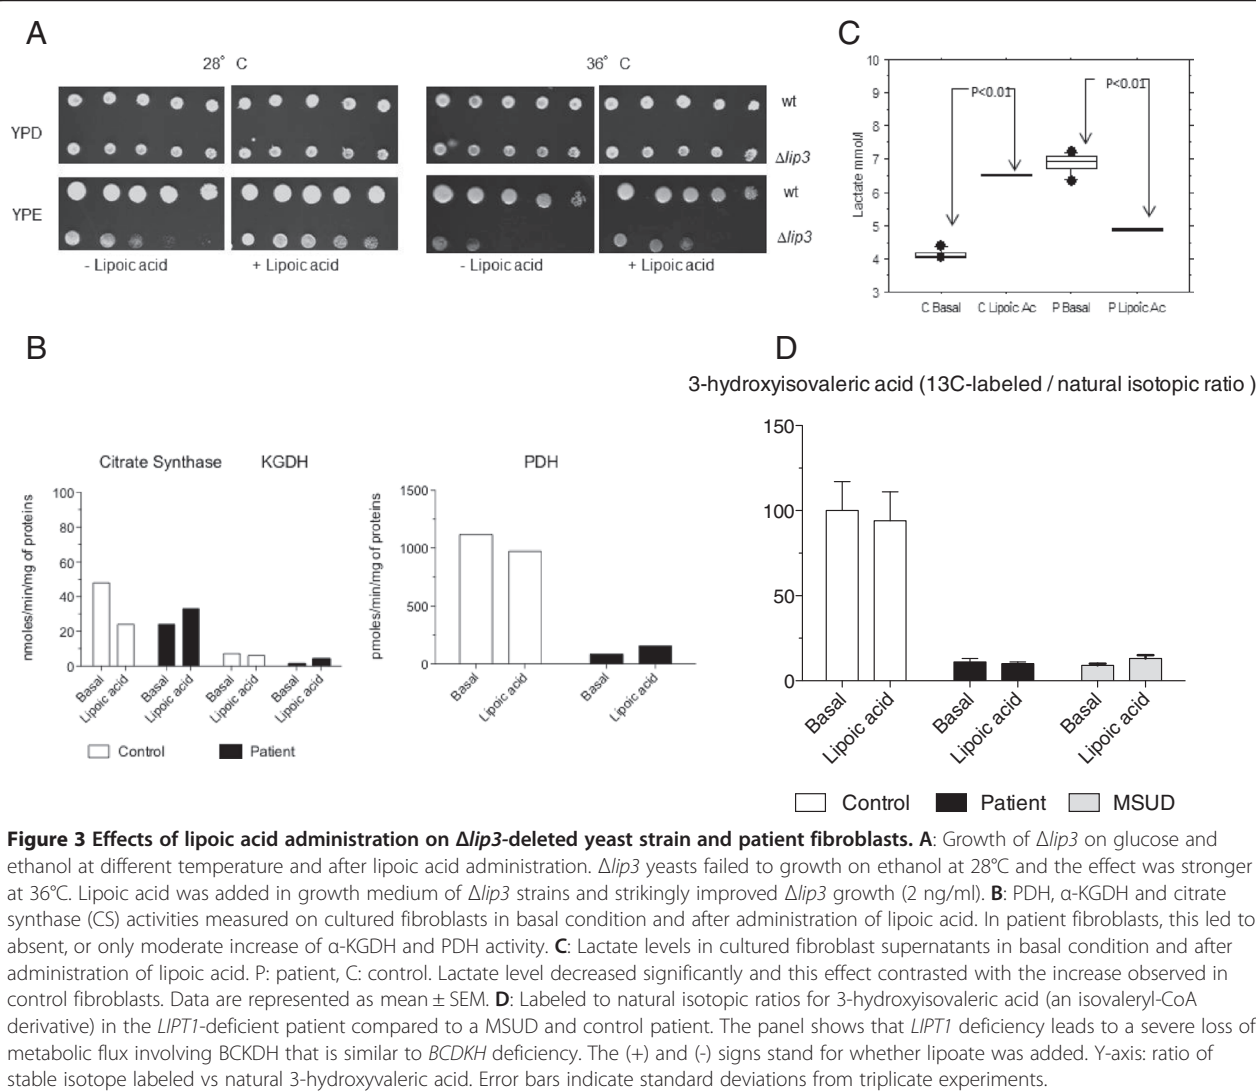 A
28° C
36° C
YPD
wt
Δlip3
YPE
wt
Δlip3
- Lipoic acid
+ Lipoic acid
- Lipoic acid
+ Lipoic acid
C
Lactate mmol/l
10
9
8
7
6
5
4
3
P<0.01
P<0.01
C Basal
C Lipoic Ac
P Basal
P Lipoic Ac
B
Citrate Synthase
KGDH
nmoles/min/mg of proteins
100
80
60
40
20
0
Basal
Lipoic acid
Basal
Lipoic acid
Basal
Lipoic acid
Basal
Lipoic acid
Control
Patient
PDH
pmoles/min/mg of proteins
1500
1000
500
0
Basal
Lipoic acid
Basal
Lipoic acid
D
3-hydroxyisovaleric acid (13C-labeled / natural isotopic ratio )
150
100
50
0
Basal
Lipoic acid
Basal
Lipoic acid
Basal
Lipoic acid
Control
Patient
MSUD
Figure 3 Effects of lipoic acid administration on Δlip3-deleted yeast strain and patient fibroblasts. A: Growth of Δlip3 on glucose and
ethanol at different temperature and after lipoic acid administration. Δlip3 yeasts failed to growth on ethanol at 28°C and the effect was stronger
at 36°C. Lipoic acid was added in growth medium of Δlip3 strains and strikingly improved Δlip3 growth (2 ng/ml). B: PDH, α-KGDH and citrate
synthase (CS) activities measured on cultured fibroblasts in basal condition and after administration of lipoic acid. In patient fibroblasts, this led to
absent, or only moderate increase of α-KGDH and PDH activity. C: Lactate levels in cultured fibroblast supernatants in basal condition and after
administration of lipoic acid. P: patient, C: control. Lactate level decreased significantly and this effect contrasted with the increase observed in
control fibroblasts. Data are represented as mean ± SEM. D: Labeled to natural isotopic ratios for 3-hydroxyisovaleric acid (an isovaleryl-CoA
derivative) in the LIPT1-deficient patient compared to a MSUD and control patient. The panel shows that LIPT1 deficiency leads to a severe loss of
metabolic flux involving BCKDH that is similar to BCDKH deficiency. The (+) and (-) signs stand for whether lipoate was added. Y-axis: ratio of
stable isotope labeled vs natural 3-hydroxyvaleric acid. Error bars indicate standard deviations from triplicate experiments.